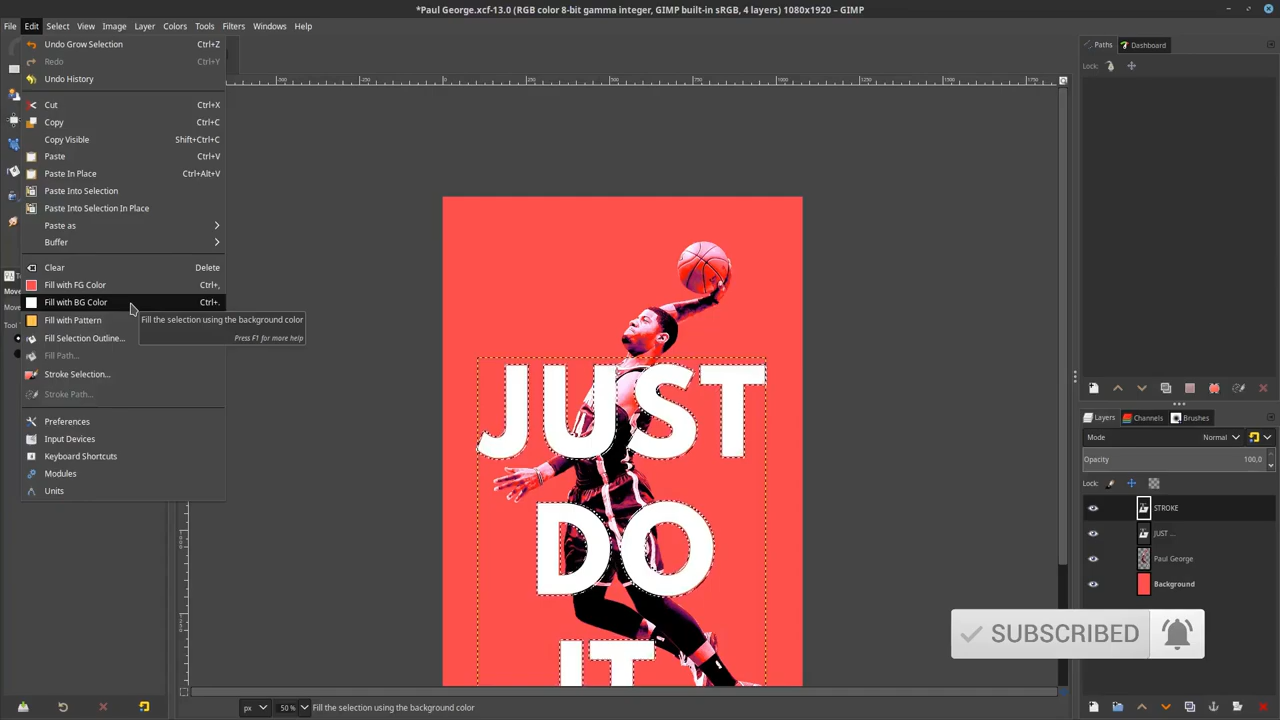 *Paul George.xcf-13.0 (RGB color 8-bit gamma integer, GIMP built-in sRGB, 4 layers) 1080x1920 – GIMP
File Edit Select View Image Layer Colors Tools Filters Windows Help
Undo Grow Selection Ctrl+Z
Redo Ctrl+Y
Undo History
Cut Ctrl+X
Copy Ctrl+C
Copy Visible Shift+Ctrl+C
Paste Ctrl+V
Paste In Place Ctrl+Alt+V
Paste Into Selection
Paste Into Selection In Place
Paste as
Buffer
Clear Delete
Fill with FG Color Ctrl+,
Fill with BG Color Ctrl+.
Fill with Pattern
Fill Selection Outline...
Fill Path...
Stroke Selection...
Stroke Path...
Preferences
Input Devices
Keyboard Shortcuts
Modules
Units
Fill the selection using the background color
Press F1 for more help
JUST
DO
IT
Paths Dashboard
Lock:
Layers Channels Brushes
Mode Normal
Opacity 100,0
Lock:
STROKE
JUST ...
Paul George
Background
SUBSCRIBED
px 50 % Fill the selection using the background color